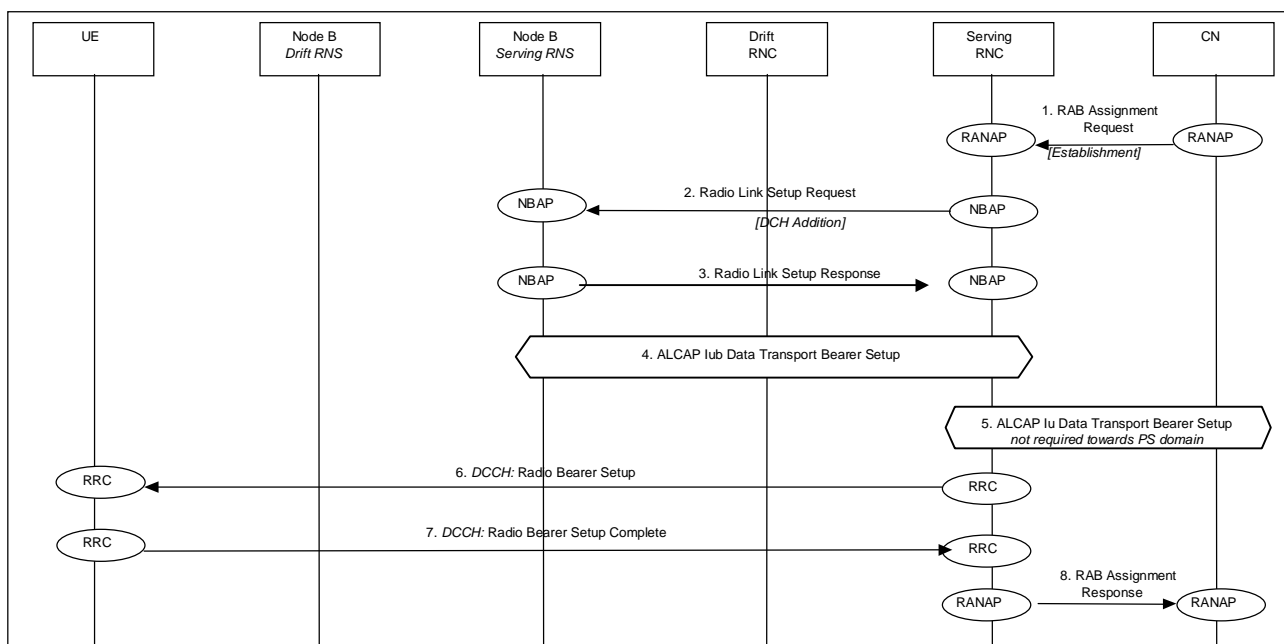 UE
Node B
Drift RNS
Node B
Serving RNS
Drift
RNC
Serving
RNC
CN
1. RAB Assignment
Request
RANAP
RANAP
[Establishment]
2. Radio Link Setup Request
NBAP
NBAP
[DCH Addition]
3. Radio Link Setup Response
NBAP
NBAP
4. ALCAP Iub Data Transport Bearer Setup
5. ALCAP Iu Data Transport Bearer Setup
not required towards PS domain
6. DCCH: Radio Bearer Setup
RRC
RRC
7. DCCH: Radio Bearer Setup Complete
RRC
RRC
8. RAB Assignment
Response
RANAP
RANAP